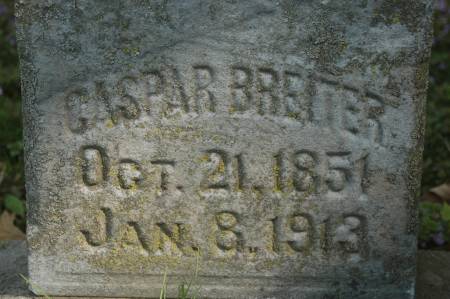 CASPAR BREITER
OCT. 21, 1851
JAN. 8, 1913